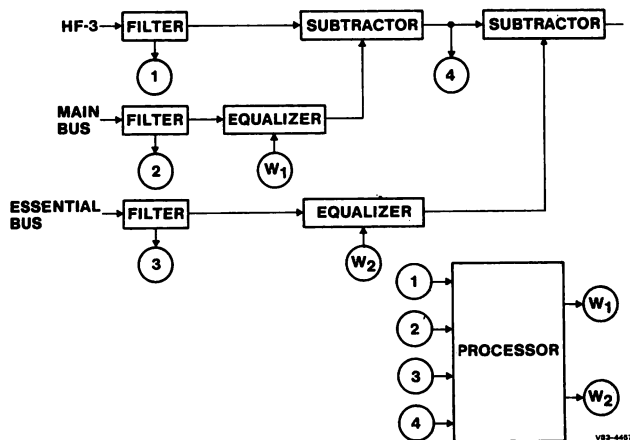 HF-3 FILTER SUBTRACTOR SUBTRACTOR
1 4
MAIN
BUS FILTER EQUALIZER
2 W1
ESSENTIAL
BUS FILTER EQUALIZER
3 W2
1
2
3
4
PROCESSOR
W1
W2
V83-4457